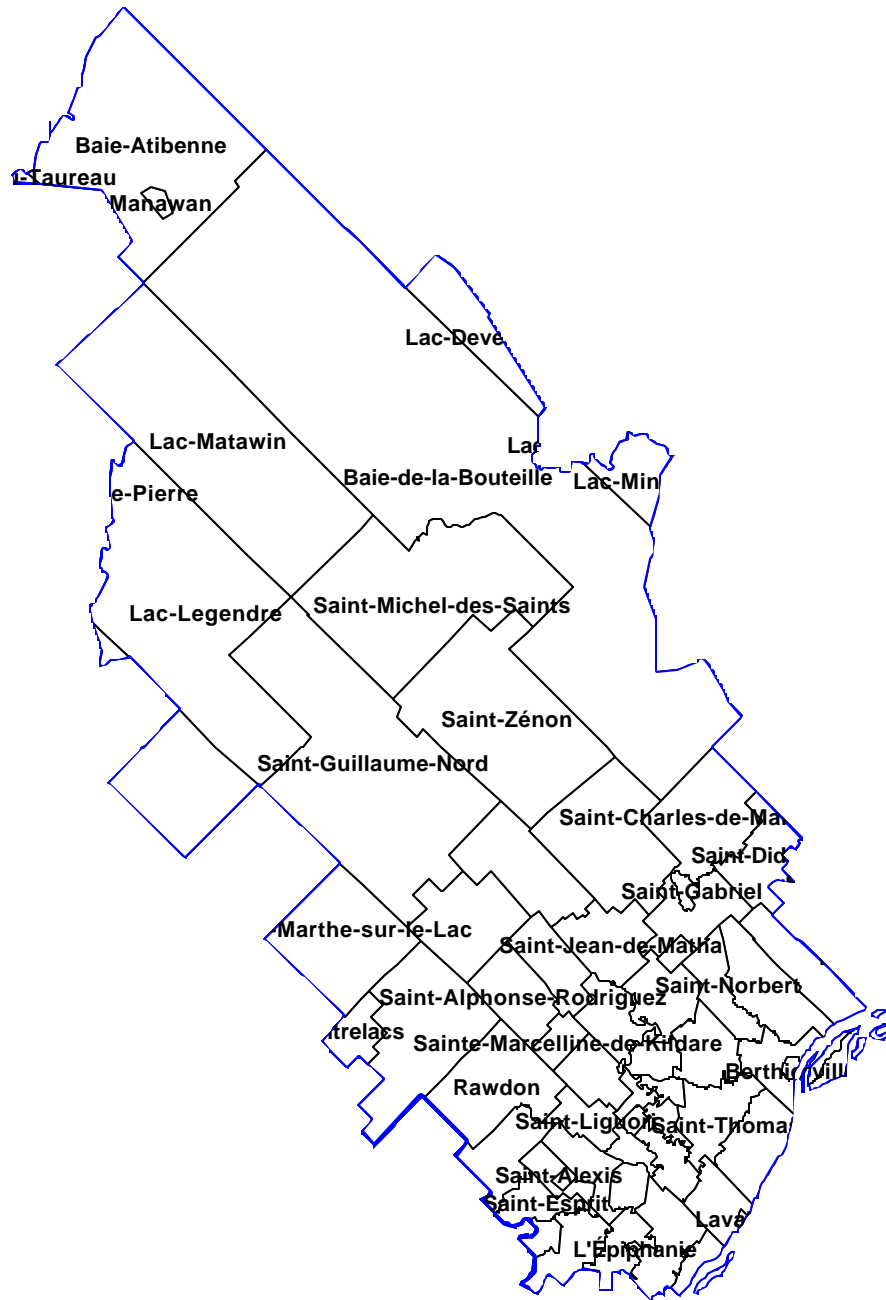 Baie-Atibenne
-Taureau
Manawan
Lac-Deve
Lac-Matawin
Lac
Baie-de-la-Bouteille
Lac-Min
e-Pierre
Saint-Michel-des-Saints
Lac-Legendre
Saint-Zénon
Saint-Guillaume-Nord
Saint-Charles-de-Ma
Saint-Did
Saint-Gabriel
-Marthe-sur-le-Lac
Saint-Jean-de-Matha
Saint-Norbert
Saint-Alphonse-Rodriguez
trelacs
Sainte-Marcelline-de-Kildare
Berthierville
Rawdon
Saint-Liguori
Saint-Thomas
Saint-Alexis
Saint-Esprit
Lava
L'Épiphanie